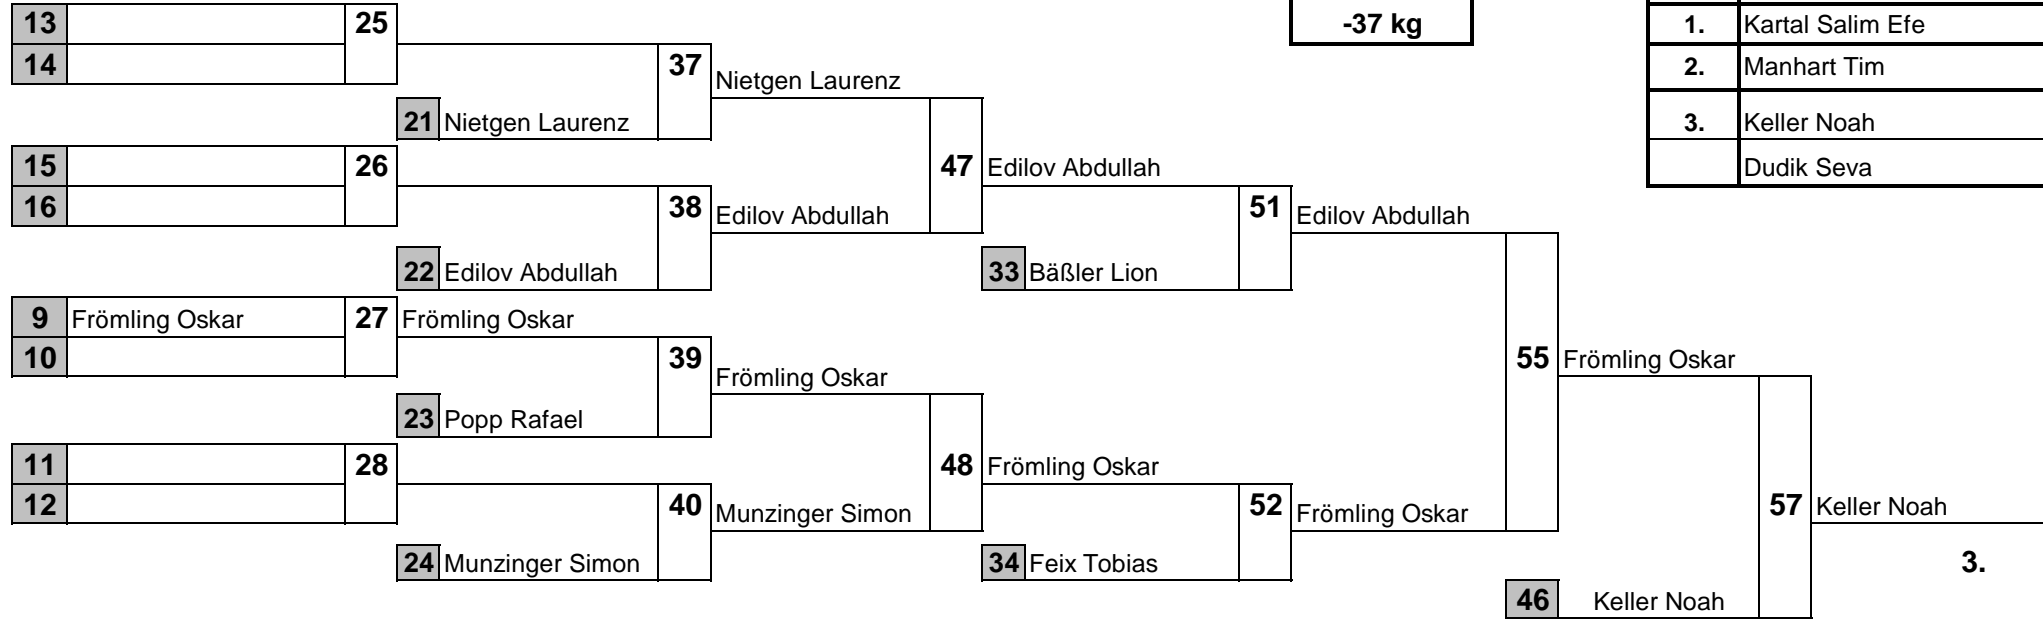 13 25 -37 kg 1. Kartal Salim Efe
14 37 2. Manhart Tim
Nietgen Laurenz
21 Nietgen Laurenz 3. Keller Noah
15 26 47 Edilov Abdullah Dudik Seva
16 38 Edilov Abdullah 51 Edilov Abdullah
22 Edilov Abdullah 33 Bäßler Lion
9 Frömling Oskar 27 Frömling Oskar
10 39 55 Frömling Oskar
Frömling Oskar
23 Popp Rafael
11 28 48 Frömling Oskar
12 40 Munzinger Simon 52 Frömling Oskar 57 Keller Noah
24 Munzinger Simon 34 Feix Tobias 3.
46 Keller Noah